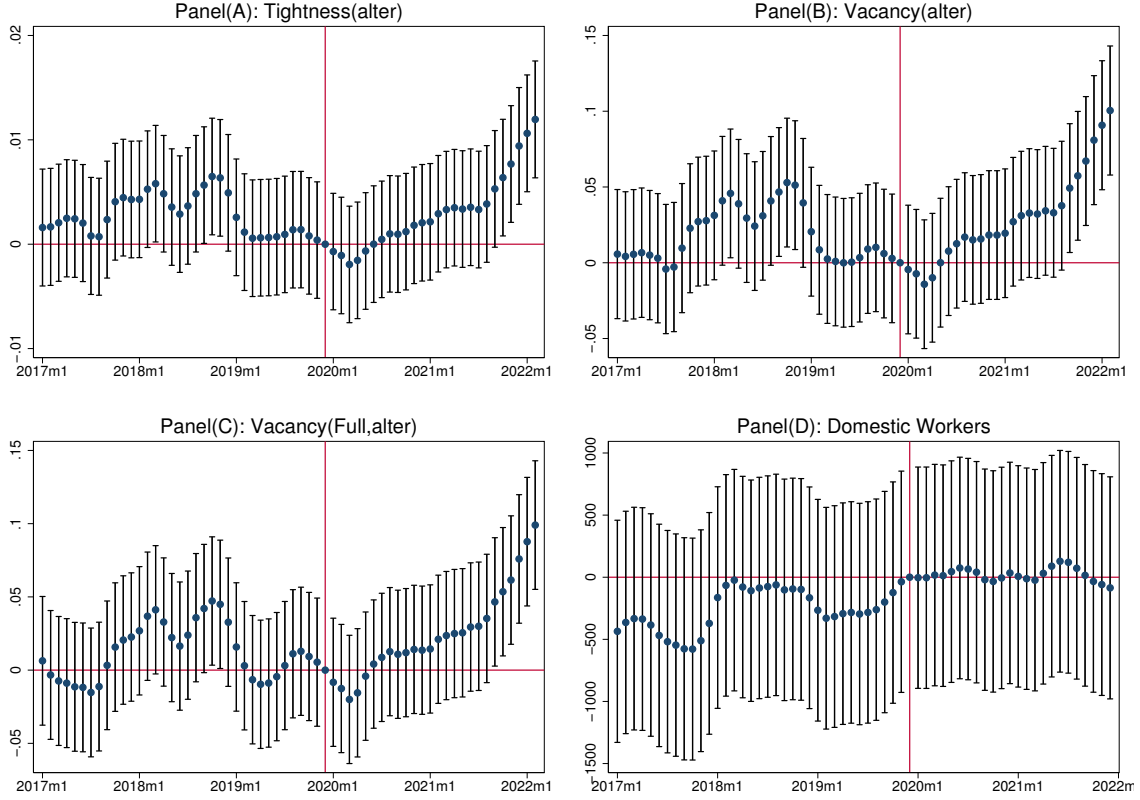 Panel(A): Tightness(alter)
.02
.01
0
-.01
2017m1 2018m1 2019m1 2020m1 2021m1 2022m1
Panel(B): Vacancy(alter)
.15
.1
.05
0
-.05
2017m1 2018m1 2019m1 2020m1 2021m1 2022m1
Panel(C): Vacancy(Full,alter)
.15
.1
.05
0
-.05
2017m1 2018m1 2019m1 2020m1 2021m1 2022m1
Panel(D): Domestic Workers
1000
500
0
-500
-1000
-1500
2017m1 2018m1 2019m1 2020m1 2021m1 2022m